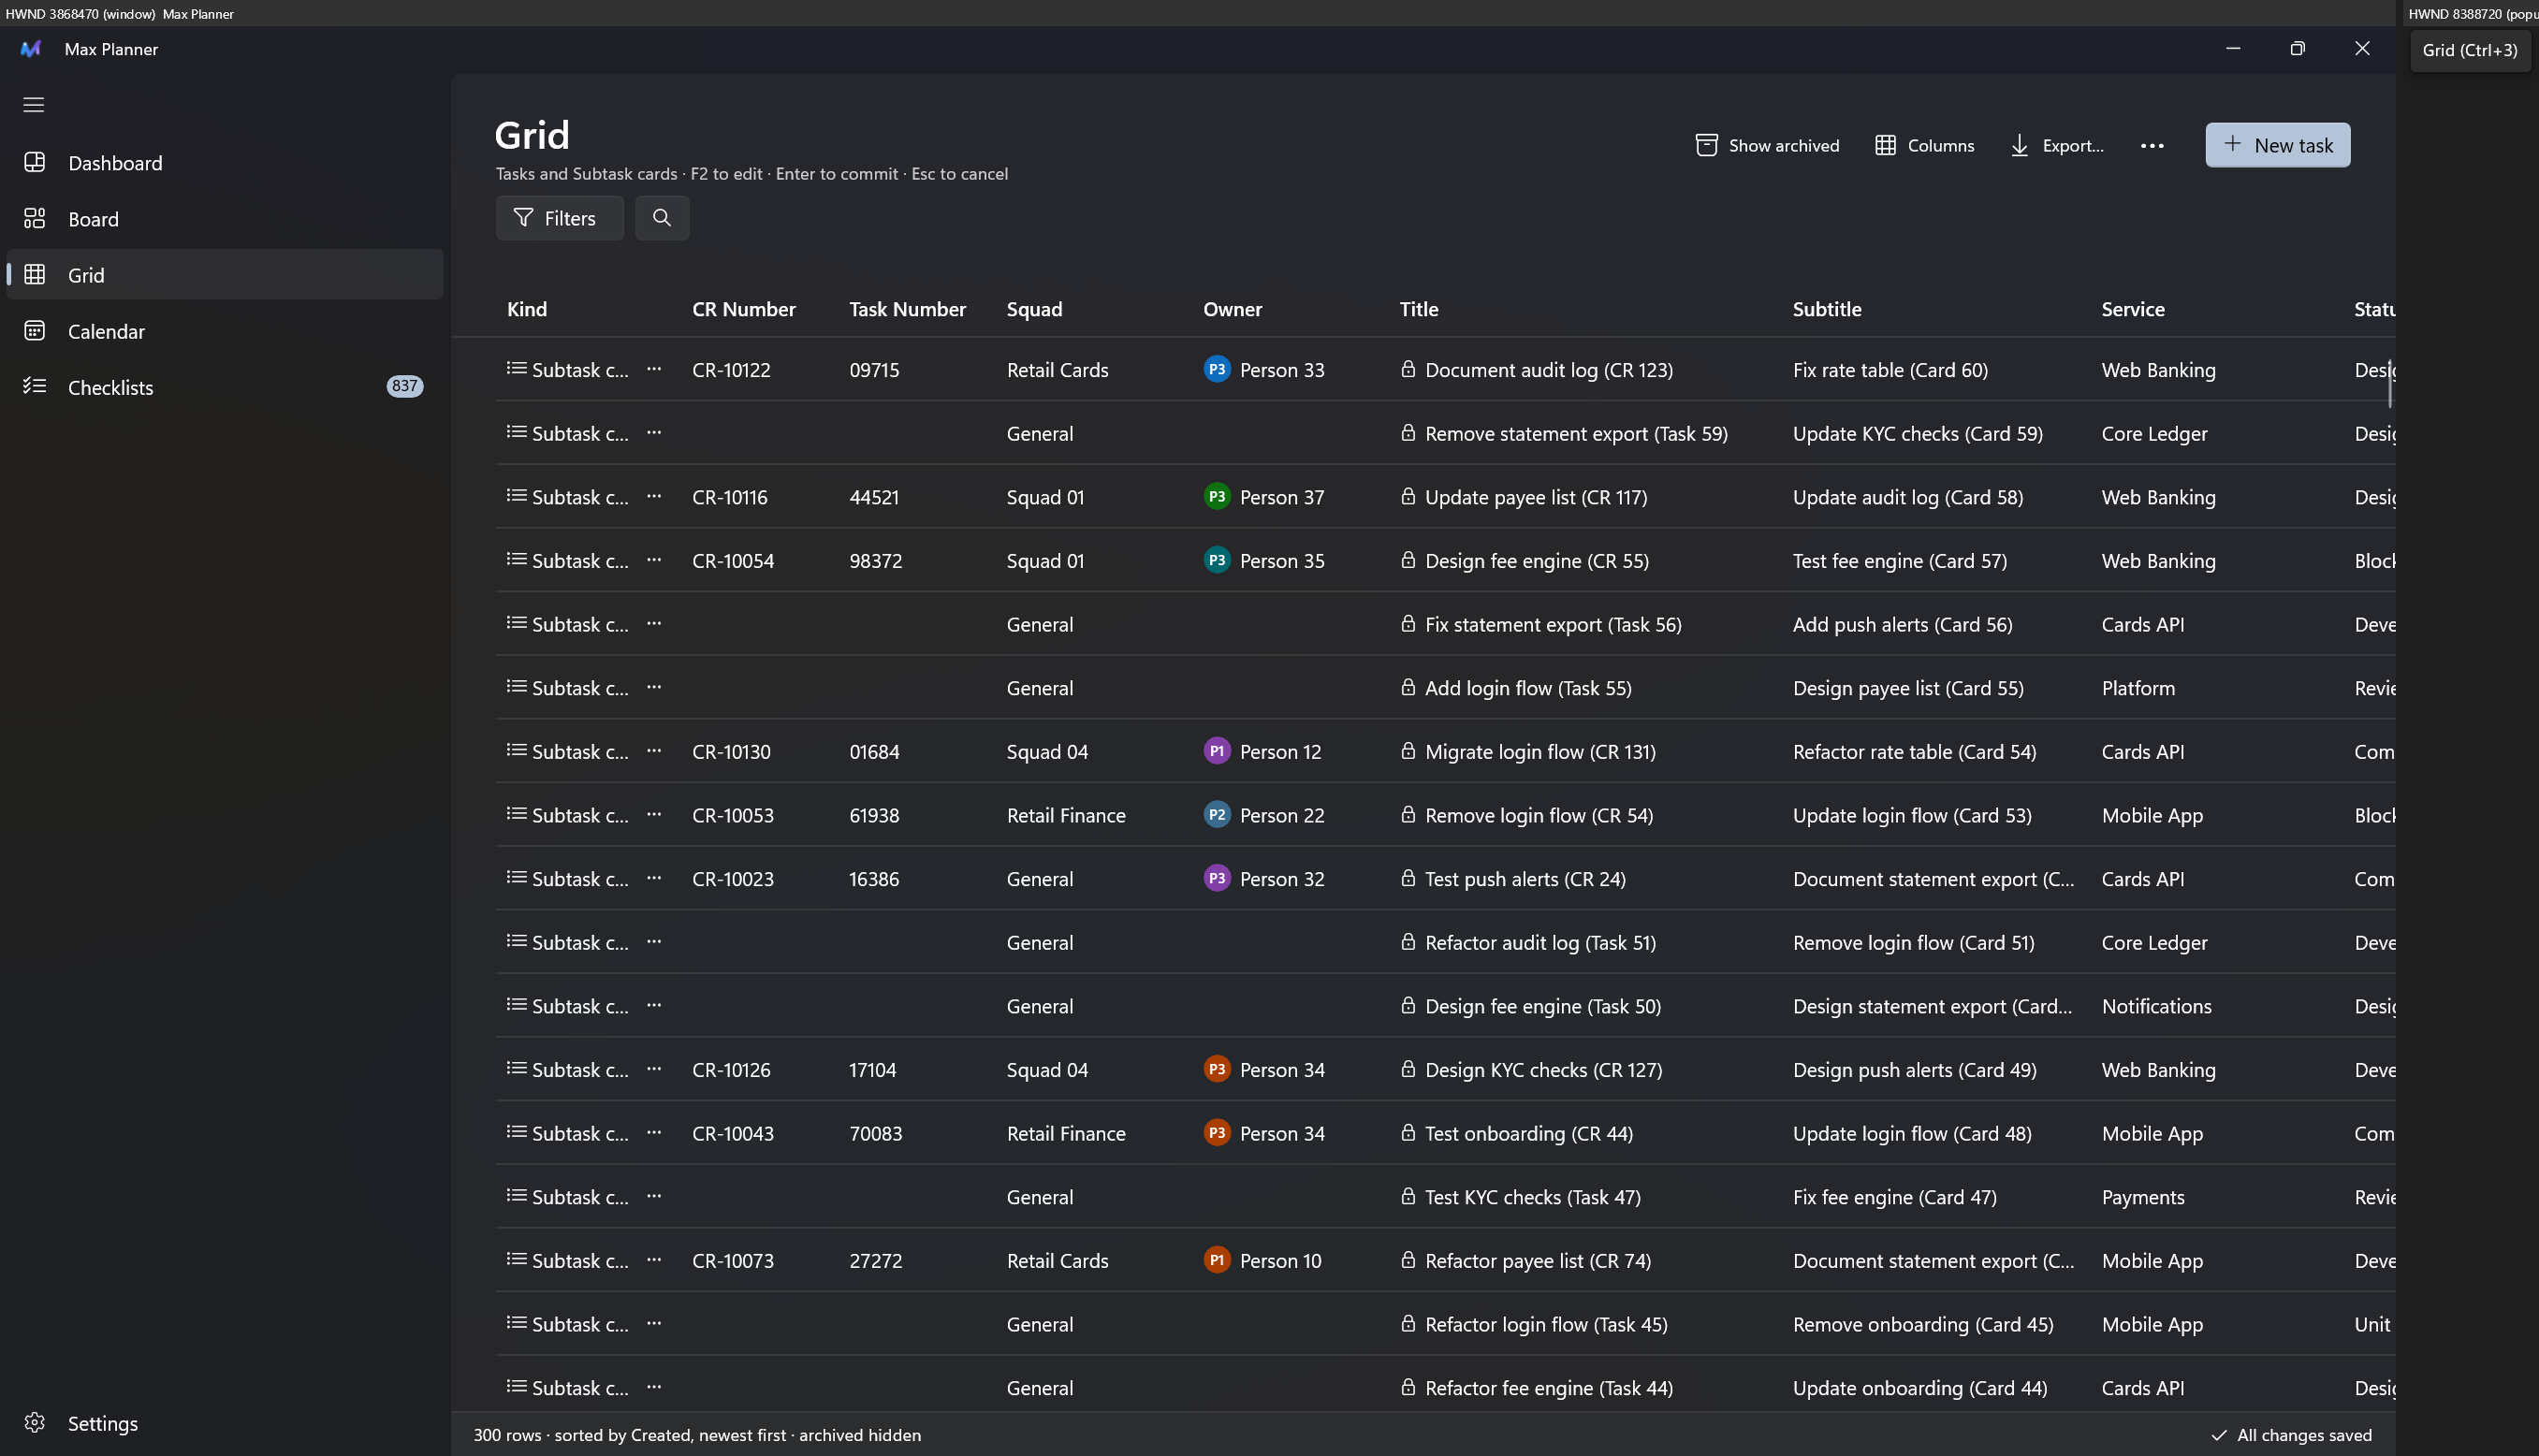 HWND 3868470 (window) Max Planner
HWND 8388720 (popu
Max Planner
Grid (Ctrl+3)
Dashboard
Board
Grid
Calendar
Checklists 837
Settings
Grid
Tasks and Subtask cards · F2 to edit · Enter to commit · Esc to cancel
Show archived Columns Export... ··· + New task
Filters
Kind CR Number Task Number Squad Owner Title Subtitle Service Statu
Subtask c... ··· CR-10122 09715 Retail Cards P3 Person 33 Document audit log (CR 123) Fix rate table (Card 60) Web Banking Desig
Subtask c... ··· General Remove statement export (Task 59) Update KYC checks (Card 59) Core Ledger Desig
Subtask c... ··· CR-10116 44521 Squad 01 P3 Person 37 Update payee list (CR 117) Update audit log (Card 58) Web Banking Desig
Subtask c... ··· CR-10054 98372 Squad 01 P3 Person 35 Design fee engine (CR 55) Test fee engine (Card 57) Web Banking Block
Subtask c... ··· General Fix statement export (Task 56) Add push alerts (Card 56) Cards API Deve
Subtask c... ··· General Add login flow (Task 55) Design payee list (Card 55) Platform Revie
Subtask c... ··· CR-10130 01684 Squad 04 P1 Person 12 Migrate login flow (CR 131) Refactor rate table (Card 54) Cards API Com
Subtask c... ··· CR-10053 61938 Retail Finance P2 Person 22 Remove login flow (CR 54) Update login flow (Card 53) Mobile App Block
Subtask c... ··· CR-10023 16386 General P3 Person 32 Test push alerts (CR 24) Document statement export (C... Cards API Com
Subtask c... ··· General Refactor audit log (Task 51) Remove login flow (Card 51) Core Ledger Deve
Subtask c... ··· General Design fee engine (Task 50) Design statement export (Card... Notifications Desig
Subtask c... ··· CR-10126 17104 Squad 04 P3 Person 34 Design KYC checks (CR 127) Design push alerts (Card 49) Web Banking Deve
Subtask c... ··· CR-10043 70083 Retail Finance P3 Person 34 Test onboarding (CR 44) Update login flow (Card 48) Mobile App Com
Subtask c... ··· General Test KYC checks (Task 47) Fix fee engine (Card 47) Payments Revie
Subtask c... ··· CR-10073 27272 Retail Cards P1 Person 10 Refactor payee list (CR 74) Document statement export (C... Mobile App Deve
Subtask c... ··· General Refactor login flow (Task 45) Remove onboarding (Card 45) Mobile App Unit
Subtask c... ··· General Refactor fee engine (Task 44) Update onboarding (Card 44) Cards API Desig
300 rows · sorted by Created, newest first · archived hidden
All changes saved